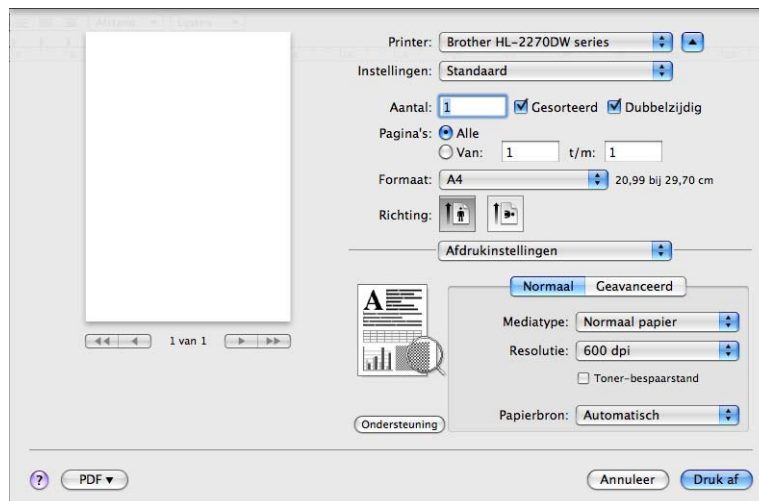 Afdrukken
Lijsten
Printer: Brother HL-2270DW series
Instellingen: Standaard
Aantal: 1 Gesorteerd Dubbelzijdig
Pagina's: Alle
Van: 1 t/m: 1
Formaat: A4 20,99 bij 29,70 cm
Richting:
Afdrukinstellingen
Normaal Geavanceerd
A
Mediatype: Normaal papier
Resolutie: 600 dpi
Toner-bespaarstand
Papierbron: Automatisch
Ondersteuning
1 van 1
? PDF Annuleer Druk af